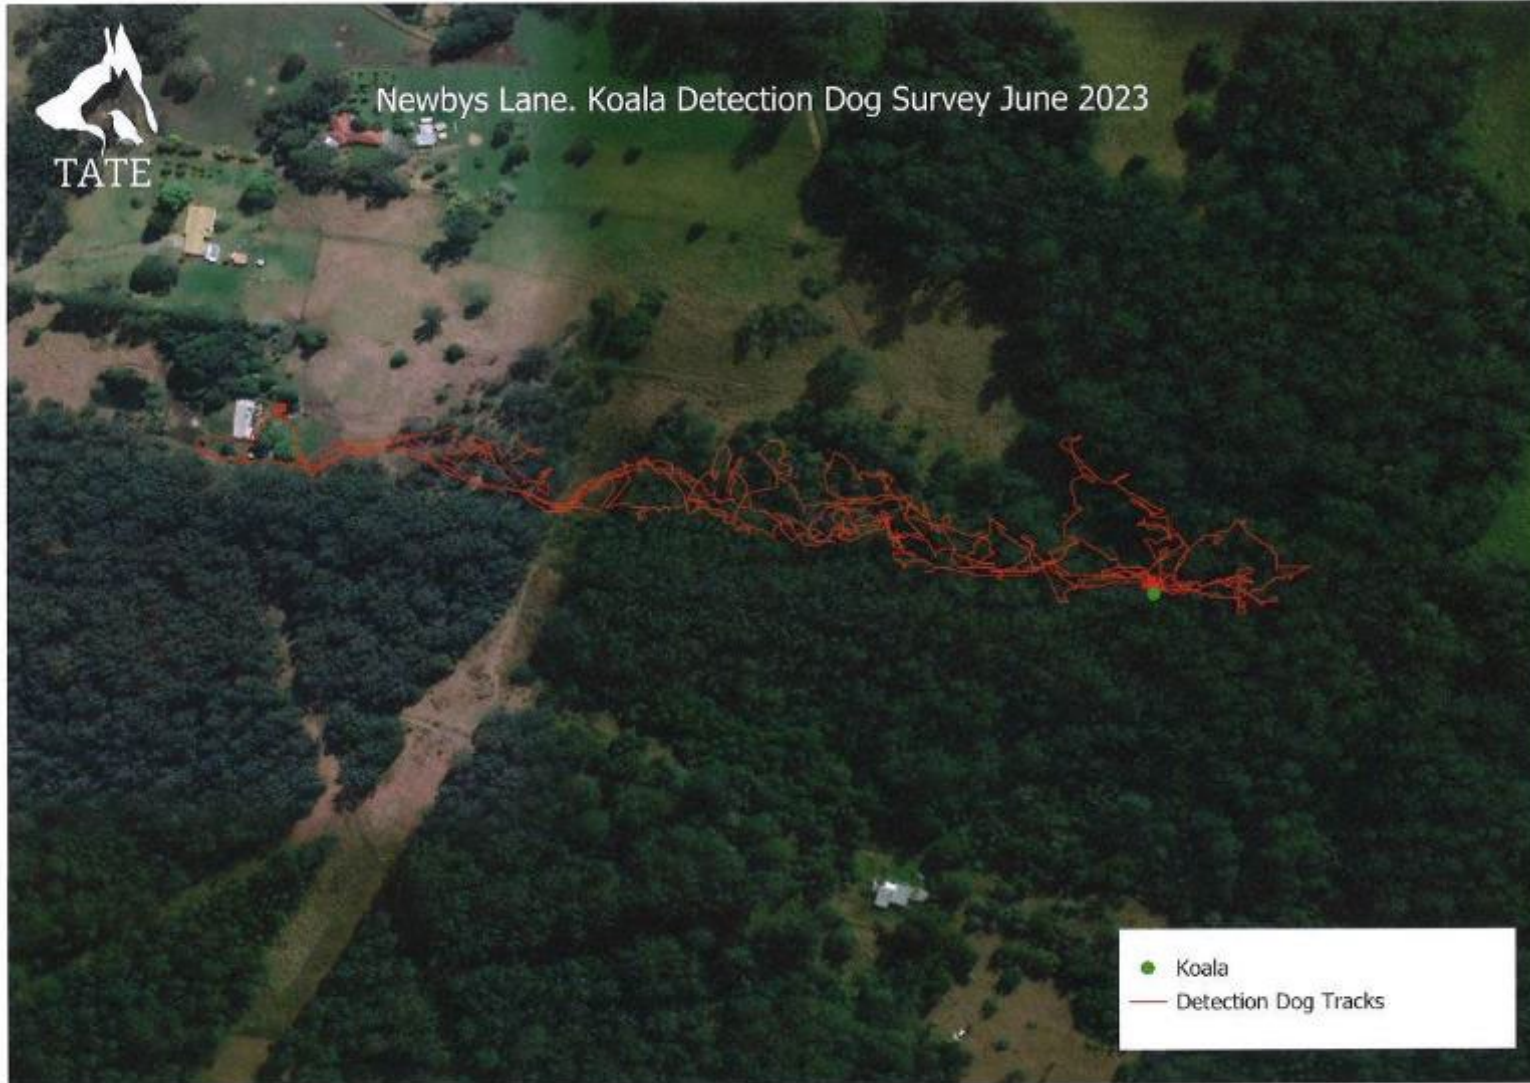 Newbys Lane. Koala Detection Dog Survey June 2023
TATE
Koala
Detection Dog Tracks